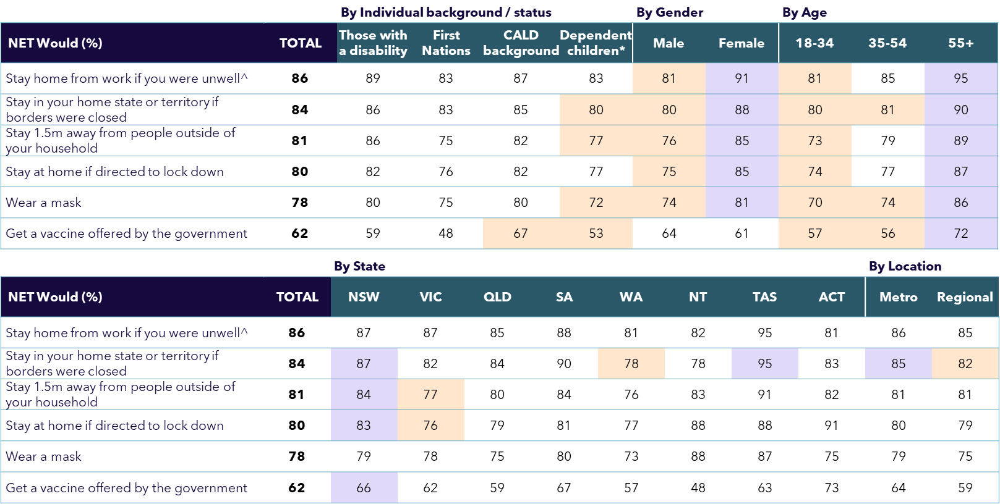 By Individual background / status By Gender By Age
NET Would (%) TOTAL Those with a disability First Nations CALD background Dependent children* Male Female 18-34 35-54 55+
Stay home from work if you were unwell^ 86 89 83 87 83 81 91 81 85 95
Stay in your home state or territory if
borders were closed 84 86 83 85 80 80 88 80 81 90
Stay 1.5m away from people outside of
your household 81 86 75 82 77 76 85 73 79 89
Stay at home if directed to lock down 80 82 76 82 77 75 85 74 77 87
Wear a mask 78 80 75 80 72 74 81 70 74 86
Get a vaccine offered by the government 62 59 48 67 53 64 61 57 56 72
By State By Location
NET Would (%) TOTAL NSW VIC QLD SA WA NT TAS ACT Metro Regional
Stay home from work if you were unwell^ 86 87 87 85 88 81 82 95 81 86 85
Stay in your home state or territory if
borders were closed 84 87 82 84 90 78 78 95 83 85 82
Stay 1.5m away from people outside of
your household 81 84 77 80 84 76 83 91 82 81 81
Stay at home if directed to lock down 80 83 76 79 81 77 88 88 91 80 79
Wear a mask 78 79 78 75 80 73 88 87 75 79 75
Get a vaccine offered by the government 62 66 62 59 67 57 48 63 73 64 59